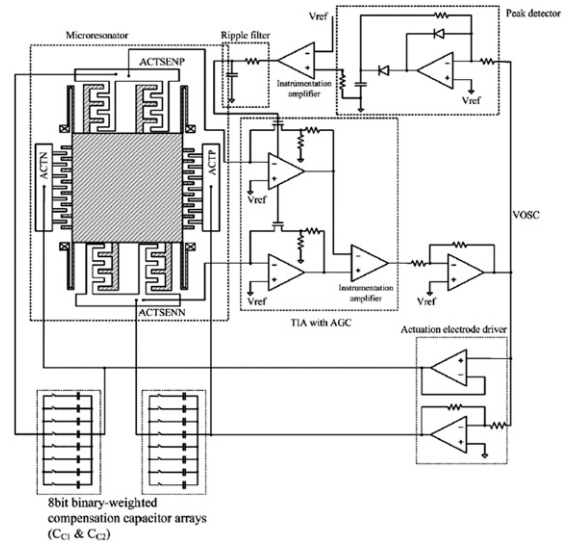 Microresonator
Ripple filter
Vref
Peak detector
ACTSENP
Instrumentation
amplifier
Vref
ACTN
ACTP
Vref
VOSC
Vref
Instrumentation
amplifier
Vref
ACTSENN
TIA with AGC
Actuation electrode driver
8bit binary-weighted
compensation capacitor arrays
(CC1 & CC2)